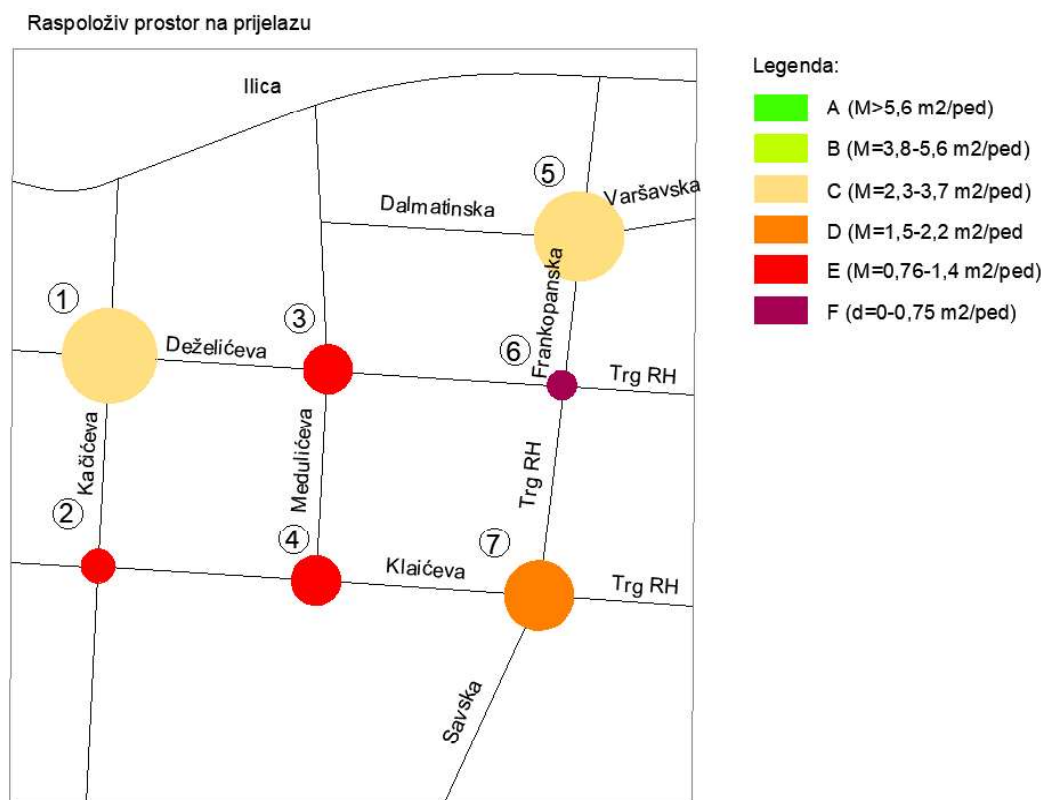 Raspoloživ prostor na prijelazu
Ilica
Legenda:
A (M>5,6 m2/ped)
B (M=3,8-5,6 m2/ped)
C (M=2,3-3,7 m2/ped)
D (M=1,5-2,2 m2/ped
E (M=0,76-1,4 m2/ped)
F (d=0-0,75 m2/ped)
5
Dalmatinska
Varšavska
Frankopanska
1
3
Deželićeva
6
Trg RH
Kačićeva
Medulićeva
Trg RH
2
4
Klaićeva
7
Trg RH
Savska